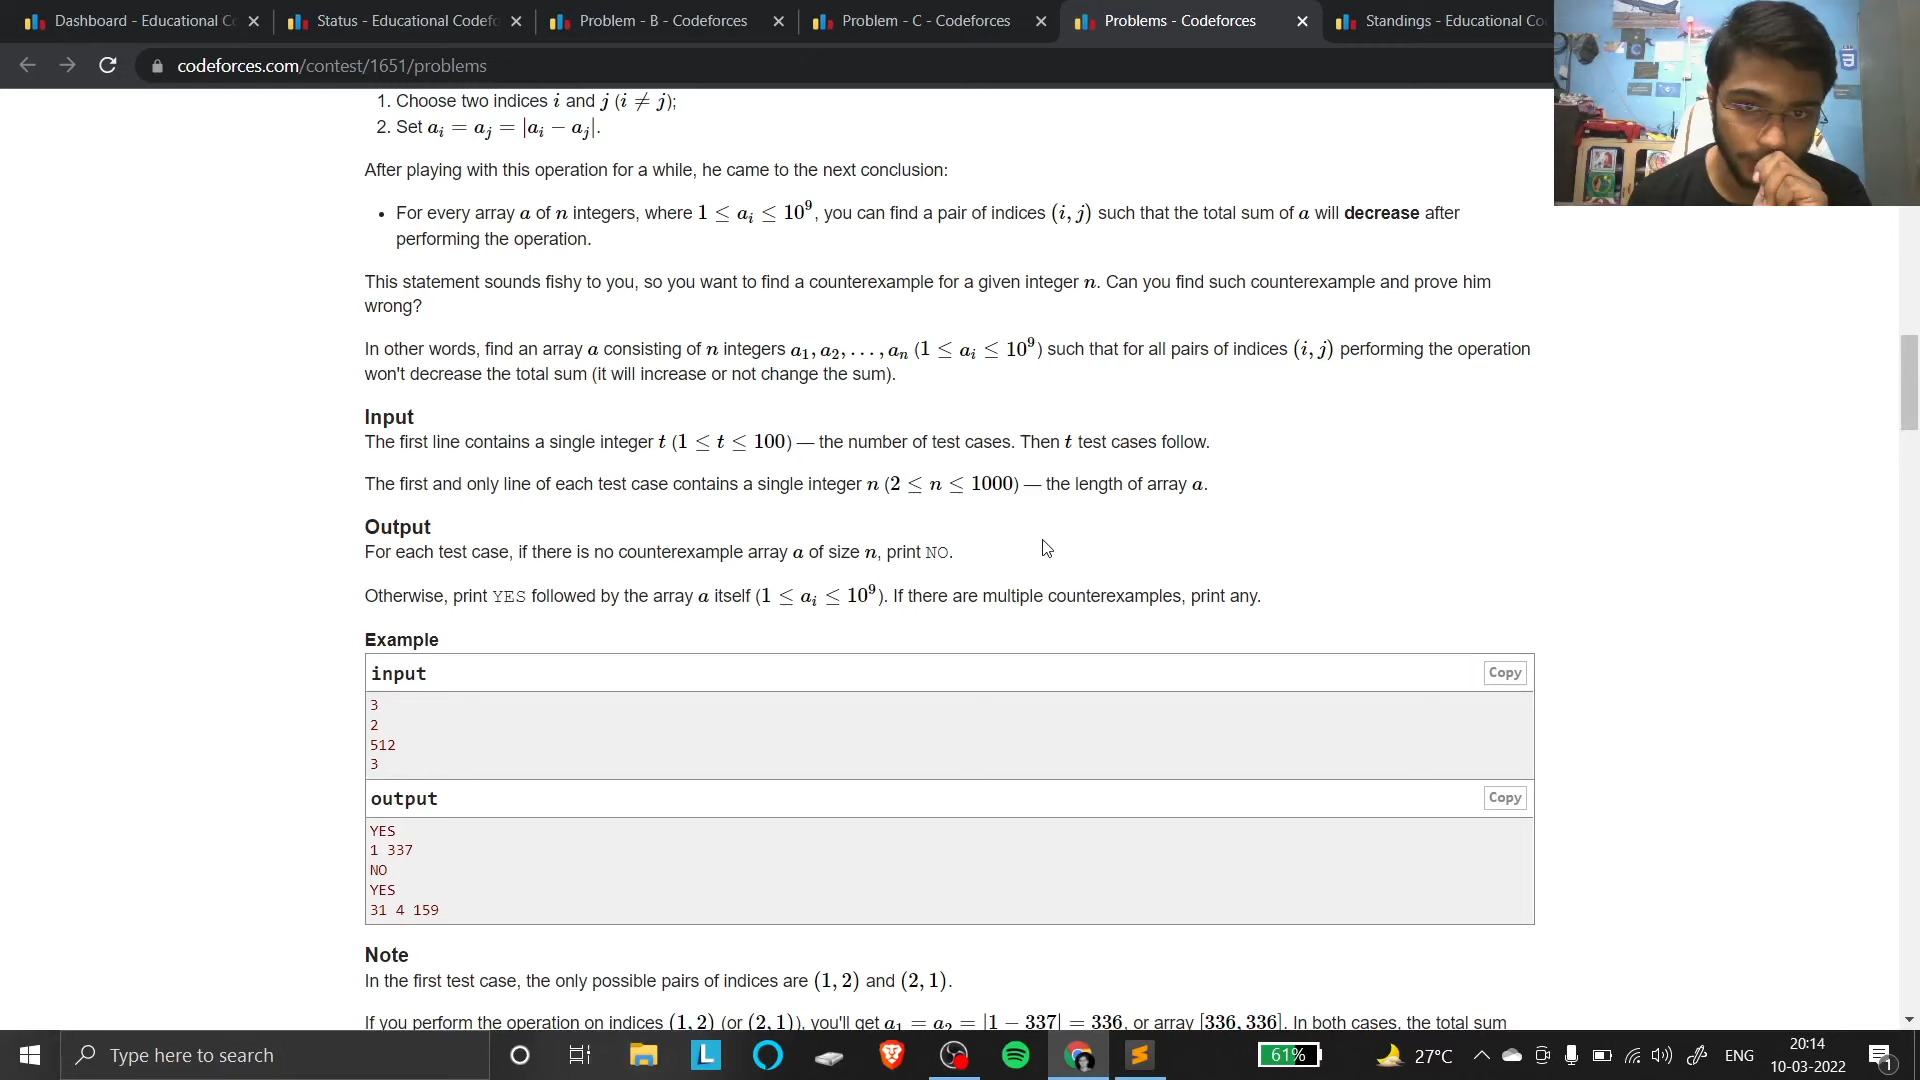 Dashboard - Educational Co
Status - Educational Codefo
Problem - B - Codeforces
Problem - C - Codeforces
Problems - Codeforces
Standings - Educational Co
codeforces.com/contest/1651/problems
1. Choose two indices i and j (i ≠ j);
2. Set a_i = a_j = |a_i − a_j|.
After playing with this operation for a while, he came to the next conclusion:
• For every array a of n integers, where 1 ≤ a_i ≤ 10^9, you can find a pair of indices (i, j) such that the total sum of a will decrease after
performing the operation.
This statement sounds fishy to you, so you want to find a counterexample for a given integer n. Can you find such counterexample and prove him
wrong?
In other words, find an array a consisting of n integers a_1, a_2, . . . , a_n (1 ≤ a_i ≤ 10^9) such that for all pairs of indices (i, j) performing the operation
won't decrease the total sum (it will increase or not change the sum).
Input
The first line contains a single integer t (1 ≤ t ≤ 100) — the number of test cases. Then t test cases follow.
The first and only line of each test case contains a single integer n (2 ≤ n ≤ 1000) — the length of array a.
Output
For each test case, if there is no counterexample array a of size n, print NO.
Otherwise, print YES followed by the array a itself (1 ≤ a_i ≤ 10^9). If there are multiple counterexamples, print any.
Example
input
Copy
3
2
512
3
output
Copy
YES
1 337
NO
YES
31 4 159
Note
In the first test case, the only possible pairs of indices are (1, 2) and (2, 1).
If you perform the operation on indices (1, 2) (or (2, 1)), you'll get a_1 = a_2 = |1 − 337| = 336, or array [336, 336]. In both cases, the total sum
Type here to search
L
61%
27°C
ENG
20:14
10-03-2022
1